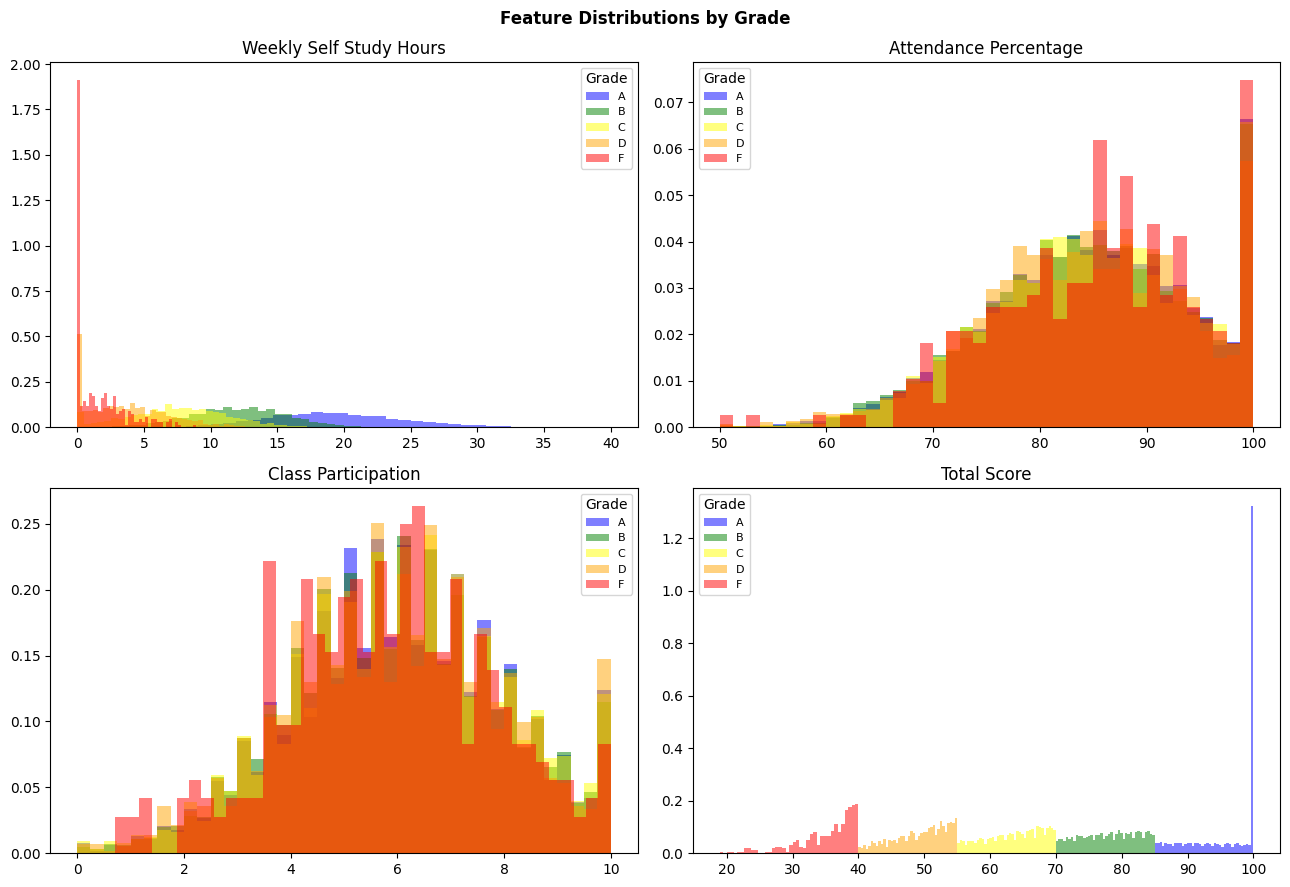 Feature Distributions by Grade
Weekly Self Study Hours
2.00
1.75
1.50
1.25
1.00
0.75
0.50
0.25
0.00
0 5 10 15 20 25 30 35 40
Grade
A
B
C
D
F
Attendance Percentage
0.07
0.06
0.05
0.04
0.03
0.02
0.01
0.00
50 60 70 80 90 100
Grade
A
B
C
D
F
Class Participation
0.25
0.20
0.15
0.10
0.05
0.00
0 2 4 6 8 10
Grade
A
B
C
D
F
Total Score
1.2
1.0
0.8
0.6
0.4
0.2
0.0
20 30 40 50 60 70 80 90 100
Grade
A
B
C
D
F